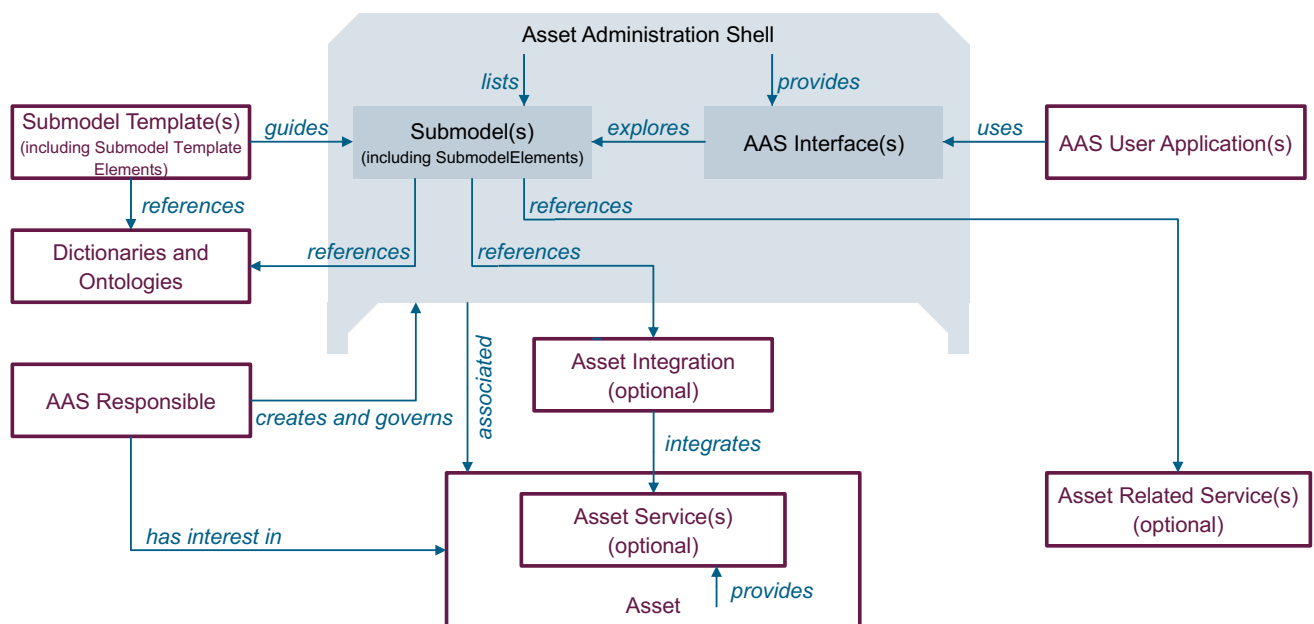 Asset Administration Shell
lists
provides
Submodel Template(s)
(including Submodel Template
Elements)
guides
Submodel(s)
(including SubmodelElements)
explores
AAS Interface(s)
uses
AAS User Application(s)
references
references
Dictionaries and
Ontologies
references
references
associated
Asset Integration
(optional)
AAS Responsible
creates and governs
integrates
Asset Service(s)
(optional)
Asset Related Service(s)
(optional)
has interest in
provides
Asset